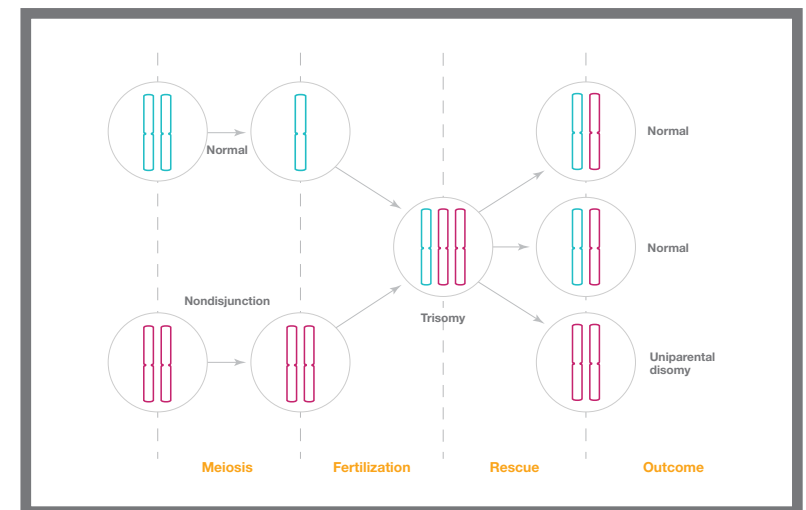 Normal
Normal
Normal
Nondisjunction
Trisomy
Uniparental
disomy
Meiosis
Fertilization
Rescue
Outcome